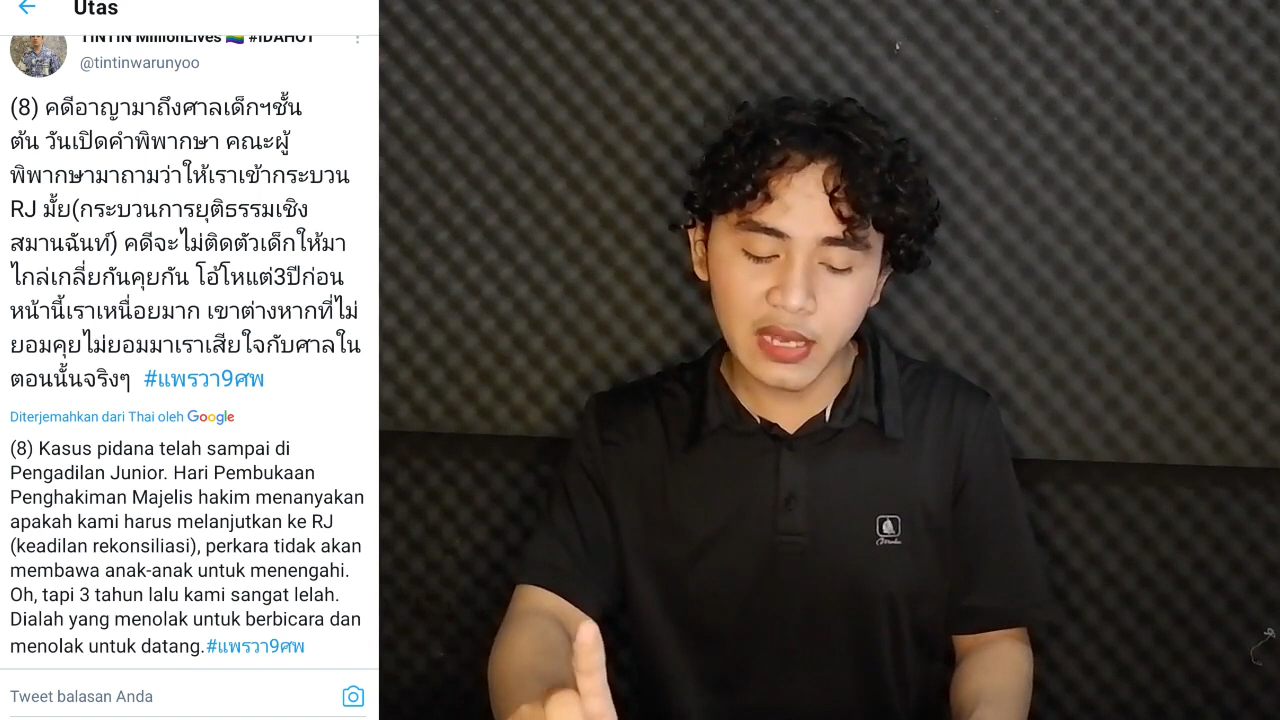 Utas
TINTIN MillionLives 🏳️‍🌈 #IDAHOT
@tintinwarunyoo
(8) คดีอาญามาถึงศาลเด็กฯชั้น
ต้น วันเปิดคำพิพากษา คณะผู้
พิพากษามาถามว่าให้เราเข้ากระบวน
RJ มั้ย(กระบวนการยุติธรรมเชิง
สมานฉันท์) คดีจะไม่ติดตัวเด็กให้มา
ไกล่เกลี่ยกันคุยกัน โอ้โหแต่3ปีก่อน
หน้านี้เราเหนื่อยมาก เขาต่างหากที่ไม่
ยอมคุยไม่ยอมมาเราเสียใจกับศาลใน
ตอนนั้นจริงๆ #แพรวา9ศพ
Diterjemahkan dari Thai oleh Google
(8) Kasus pidana telah sampai di
Pengadilan Junior. Hari Pembukaan
Penghakiman Majelis hakim menanyakan
apakah kami harus melanjutkan ke RJ
(keadilan rekonsiliasi), perkara tidak akan
membawa anak-anak untuk menengahi.
Oh, tapi 3 tahun lalu kami sangat lelah.
Dialah yang menolak untuk berbicara dan
menolak untuk datang.#แพรวา9ศพ
Tweet balasan Anda